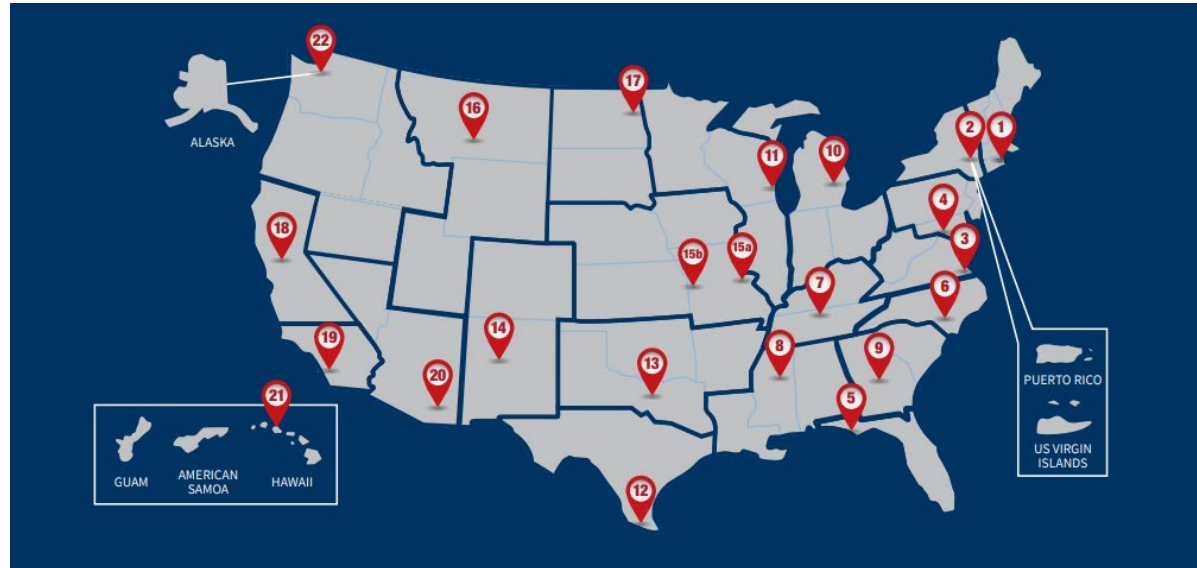 22
17
ALASKA
16
2
1
11
10
4
18
3
15b
15a
7
6
14
19
8
9
13
20
5
PUERTO RICO
21
US VIRGIN
ISLANDS
GUAM
AMERICAN
SAMOA
HAWAII
12